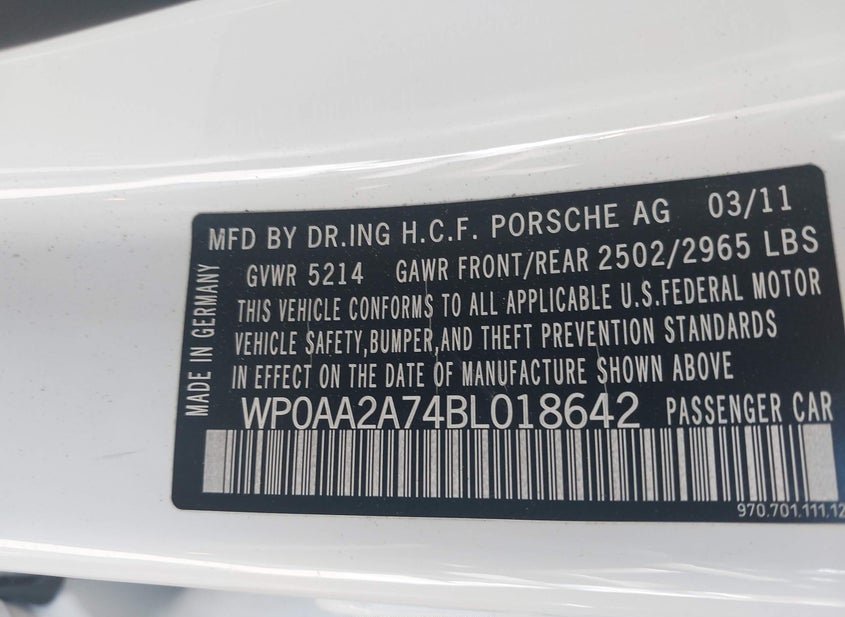 MFD BY DR.ING H.C.F. PORSCHE AG 03/11
GVWR 5214 GAWR FRONT/REAR 2502/2965 LBS
THIS VEHICLE CONFORMS TO ALL APPLICABLE U.S.FEDERAL MOTOR
VEHICLE SAFETY,BUMPER,AND THEFT PREVENTION STANDARDS
IN EFFECT ON THE DATE OF MANUFACTURE SHOWN ABOVE
WP0AA2A74BL018642 PASSENGER CAR
970.701.111.12
MADE IN GERMANY